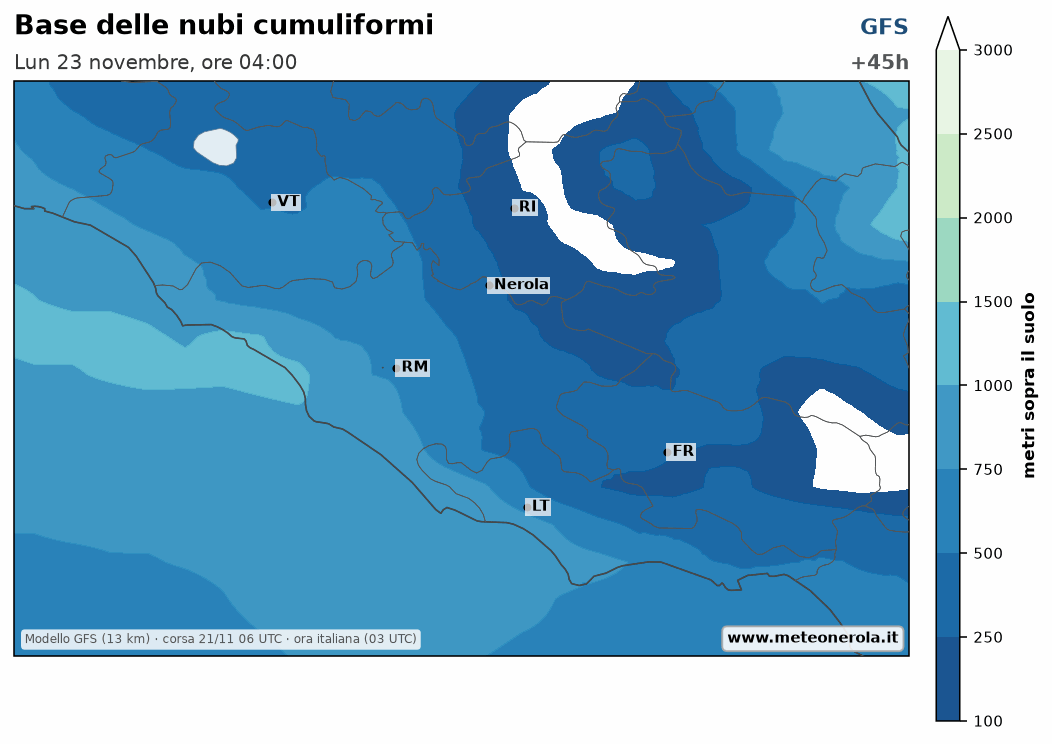 Base delle nubi cumuliformi
GFS
Lun 23 novembre, ore 04:00
+45h
VT
RI
Nerola
RM
FR
LT
3000
2500
2000
1500
1000
750
500
250
100
metri sopra il suolo
Modello GFS (13 km) · corsa 21/11 06 UTC · ora italiana (03 UTC)
www.meteonerola.it